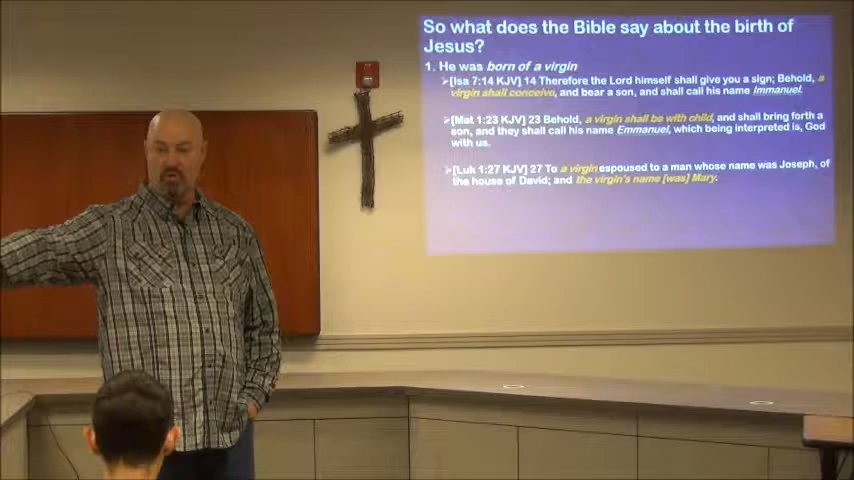 So what does the Bible say about the birth of
Jesus?
1. He was born of a virgin
[Isa 7:14 KJV] 14 Therefore the Lord himself shall give you a sign; Behold, a
virgin shall conceive, and bear a son, and shall call his name Immanuel.
[Mat 1:23 KJV] 23 Behold, a virgin shall be with child, and shall bring forth a
son, and they shall call his name Emmanuel, which being interpreted is, God
with us.
[Luk 1:27 KJV] 27 To a virgin espoused to a man whose name was Joseph, of
the house of David; and the virgin's name [was] Mary.